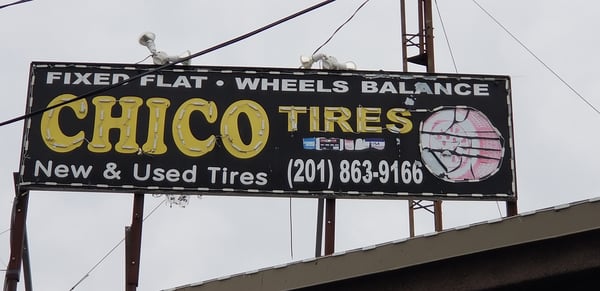 FIXED FLAT • WHEELS BALANCE
CHICO TIRES
New & Used Tires (201) 863-9166